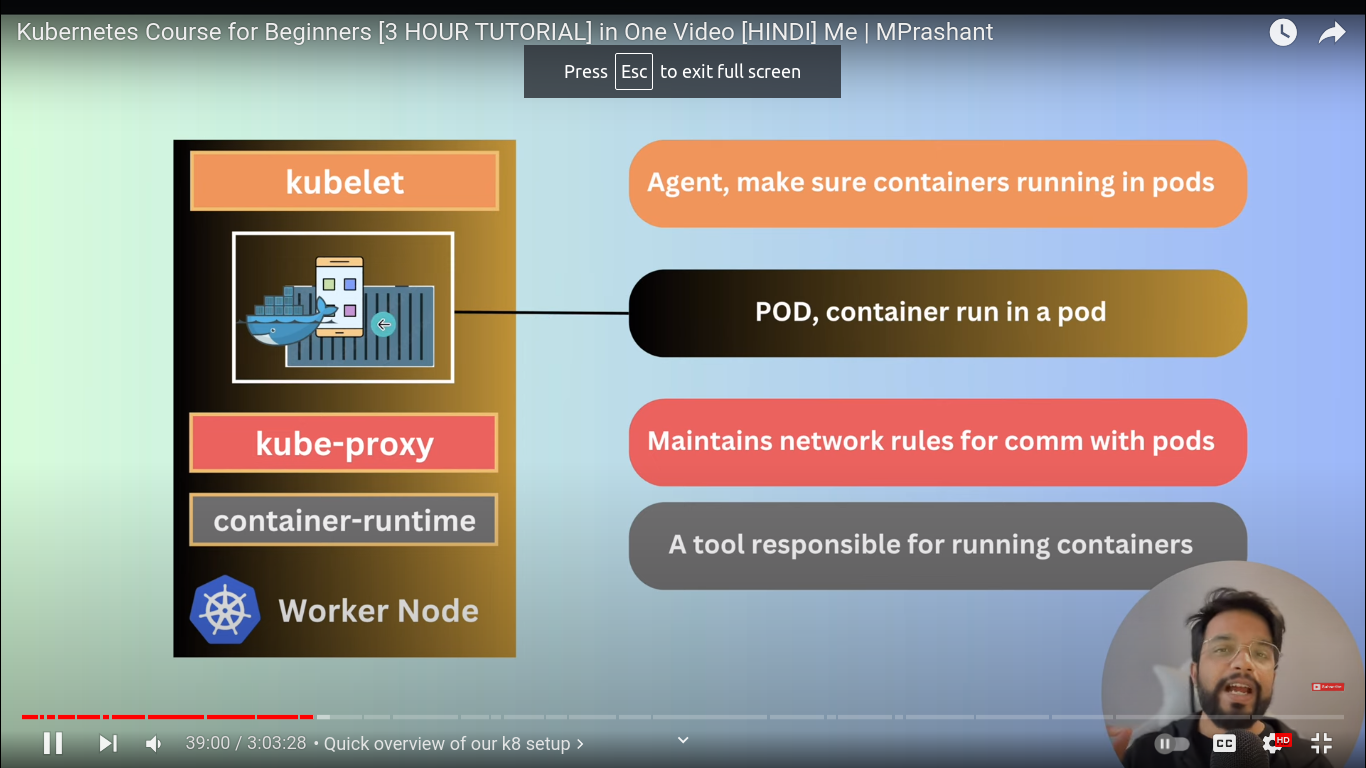 Kubernetes Course for Beginners [3 HOUR TUTORIAL] in One Video [HINDI] Me | MPrashant
Press Esc to exit full screen
kubelet
Agent, make sure containers running in pods
POD, container run in a pod
kube-proxy
Maintains network rules for comm with pods
container-runtime
A tool responsible for running containers
Worker Node
39:00 / 3:03:28 • Quick overview of our k8 setup
CC
HD